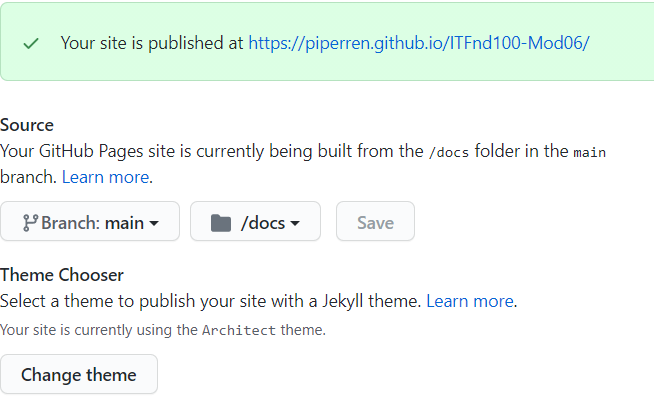 Your site is published at https://piperren.github.io/ITFnd100-Mod06/
Source
Your GitHub Pages site is currently being built from the /docs folder in the main
branch. Learn more.
Branch: main /docs Save
Theme Chooser
Select a theme to publish your site with a Jekyll theme. Learn more.
Your site is currently using the Architect theme.
Change theme